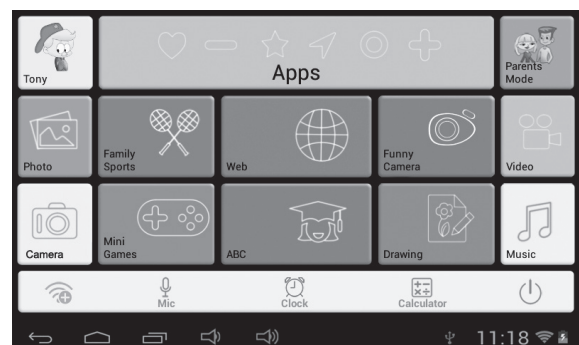 Tony
Apps
Parents
Mode
Photo
Family
Sports
Web
Funny
Camera
Video
Camera
Mini
Games
ABC
Drawing
Music
Mic
Clock
Calculator
11:18